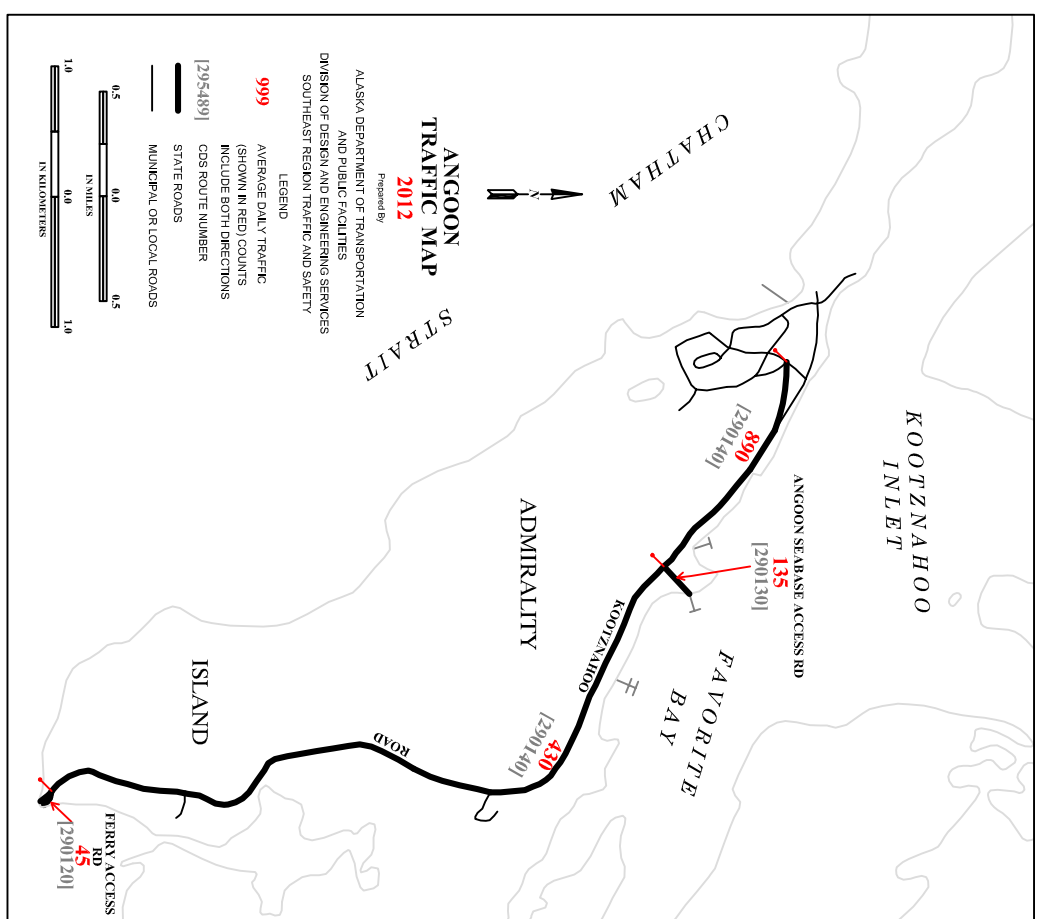 ANGOON
TRAFFIC MAP
2012
Prepared By
ALASKA DEPARTMENT OF TRANSPORTATION
AND PUBLIC FACILITIES
DIVISION OF DESIGN AND ENGINEERING SERVICES
SOUTHEAST REGION TRAFFIC AND SAFETY
LEGEND
999 AVERAGE DAILY TRAFFIC
(SHOWN IN RED) COUNTS
INCLUDE BOTH DIRECTIONS
[295489] CDS ROUTE NUMBER
STATE ROADS
MUNICIPAL OR LOCAL ROADS
0.5 0.0 0.5
IN MILES
1.0 0.0 1.0
IN KILOMETERS
N
CHATHAM
STRAIT
KOOTZNAHOO
INLET
ANGOON SEABASE ACCESS RD
135
[290130]
890
[290140]
FAVORITE
BAY
ADMIRALITY
ISLAND
KOOTZNAHOO
ROAD
430
[290140]
FERRY ACCESS
RD
45
[290120]